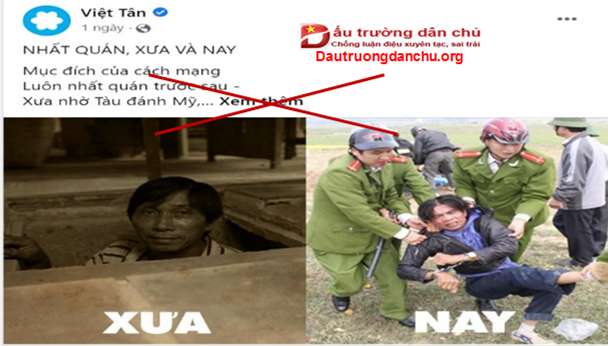 Việt Tân
1 ngày ·
NHẤT QUÁN, XƯA VÀ NAY
Mục đích của cách mạng
Luôn nhất quán trước sau -
Xưa nhờ Tàu đánh Mỹ,... Xem thêm
Đấu trường dân chủ
Chống luận điệu xuyên tạc, sai trái
Dautruongdanchu.org
XƯA
NAY